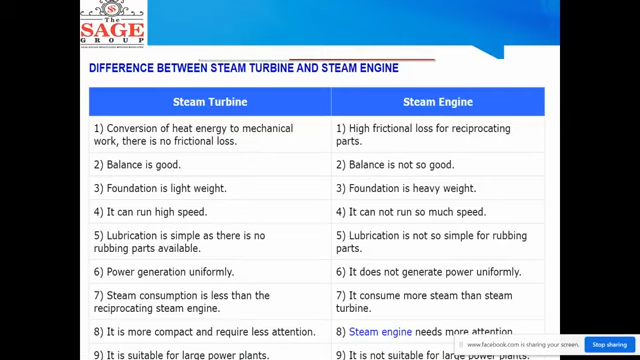 The
SAGE
GROUP
DIFFERENCE BETWEEN STEAM TURBINE AND STEAM ENGINE
Steam Turbine
Steam Engine
1) Conversion of heat energy to mechanical
work, there is no frictional loss.
1) High frictional loss for reciprocating
parts.
2) Balance is good.
2) Balance is not so good.
3) Foundation is light weight.
3) Foundation is heavy weight.
4) It can run high speed.
4) It can not run so much speed.
5) Lubrication is simple as there is no
rubbing parts available.
5) Lubrication is not so simple for rubbing
parts.
6) Power generation uniformly.
6) It does not generate power uniformly.
7) Steam consumption is less than the
reciprocating steam engine.
7) It consume more steam than steam
turbine.
8) It is more compact and require less attention.
8) Steam engine needs more attention.
9) It is suitable for large power plants.
9) It is not suitable for large power plants.
www.facebook.com is sharing your screen.
Stop sharing